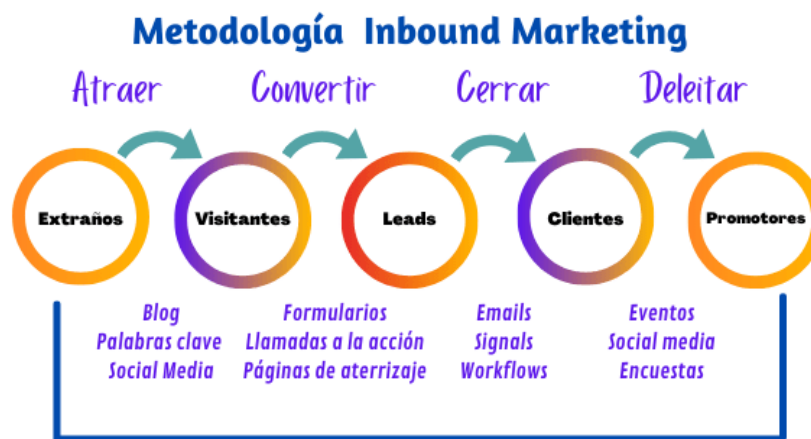 Metodología Inbound Marketing
Atraer
Convertir
Cerrar
Deleitar
Extraños
Visitantes
Leads
Clientes
Promotores
Blog
Palabras clave
Social Media
Formularios
Llamadas a la acción
Páginas de aterrizaje
Emails
Signals
Workflows
Eventos
Social media
Encuestas